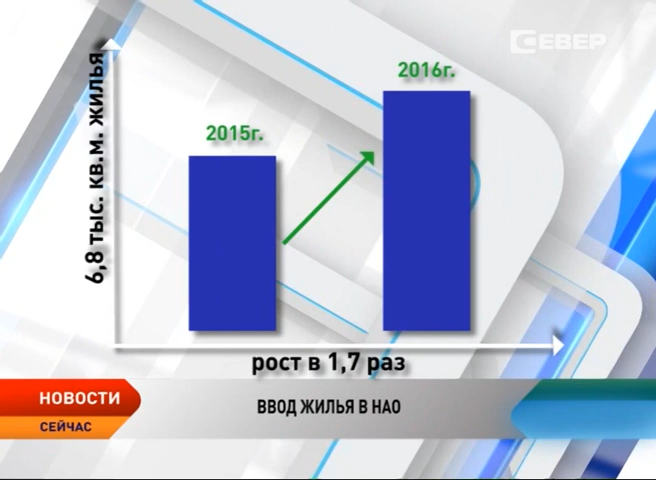 СЕВЕР
2016г.
2015г.
6,8 тыс. кв.м. жилья
рост в 1,7 раз
НОВОСТИ
СЕЙЧАС
ВВОД ЖИЛЬЯ В НАО